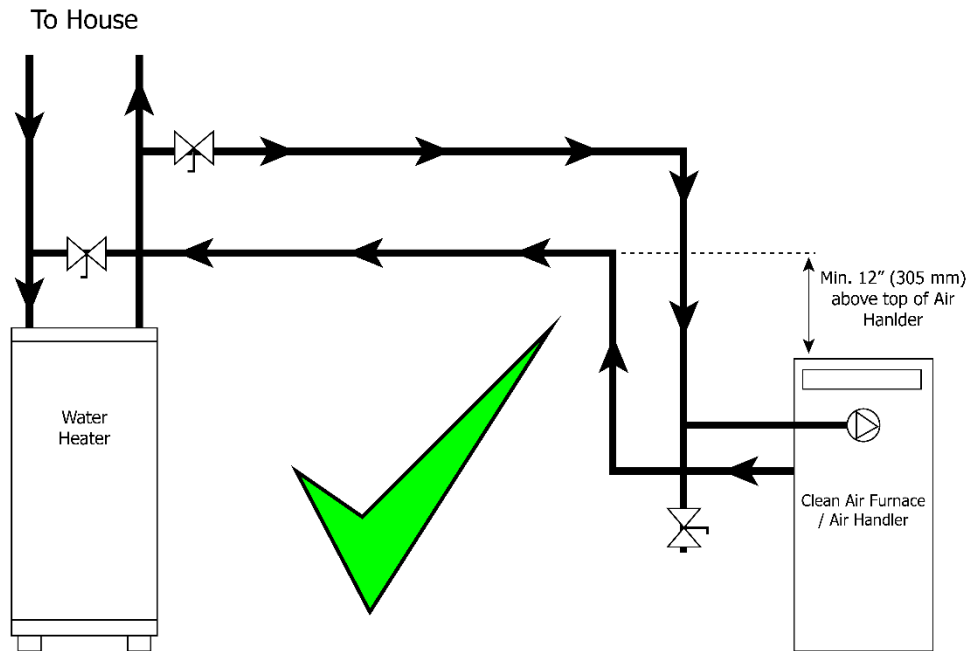 To House
Min. 12” (305 mm)
above top of Air
Hanlder
Water
Heater
Clean Air Furnace
/ Air Handler